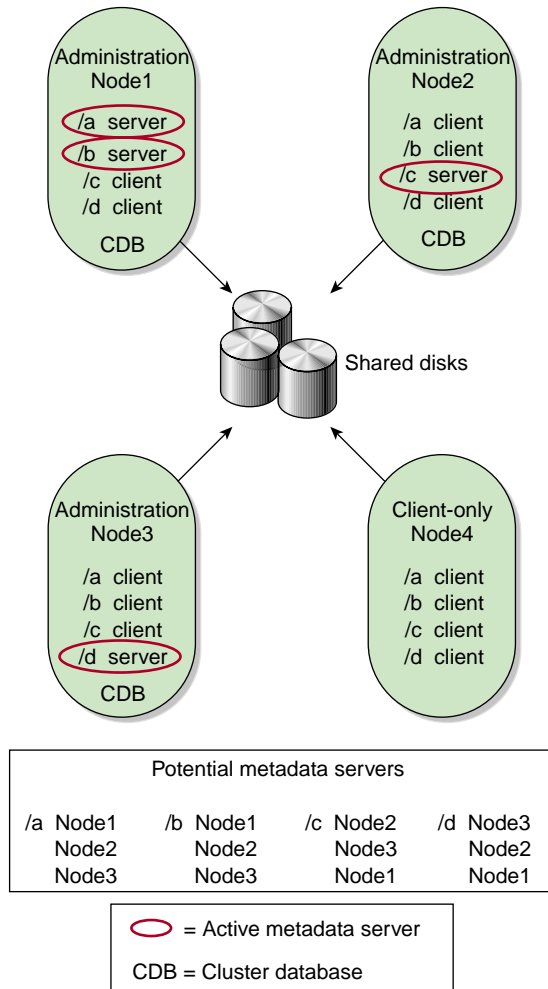 Administration
Node1
/a server
/b server
/c client
/d client
CDB
Administration
Node2
/a client
/b client
/c server
/d client
CDB
Shared disks
Administration
Node3
/a client
/b client
/c client
/d server
CDB
Client-only
Node4
/a client
/b client
/c client
/d client
Potential metadata servers
/a Node1 /b Node1 /c Node2 /d Node3
Node2 Node2 Node3 Node2
Node3 Node3 Node1 Node1
= Active metadata server
CDB = Cluster database